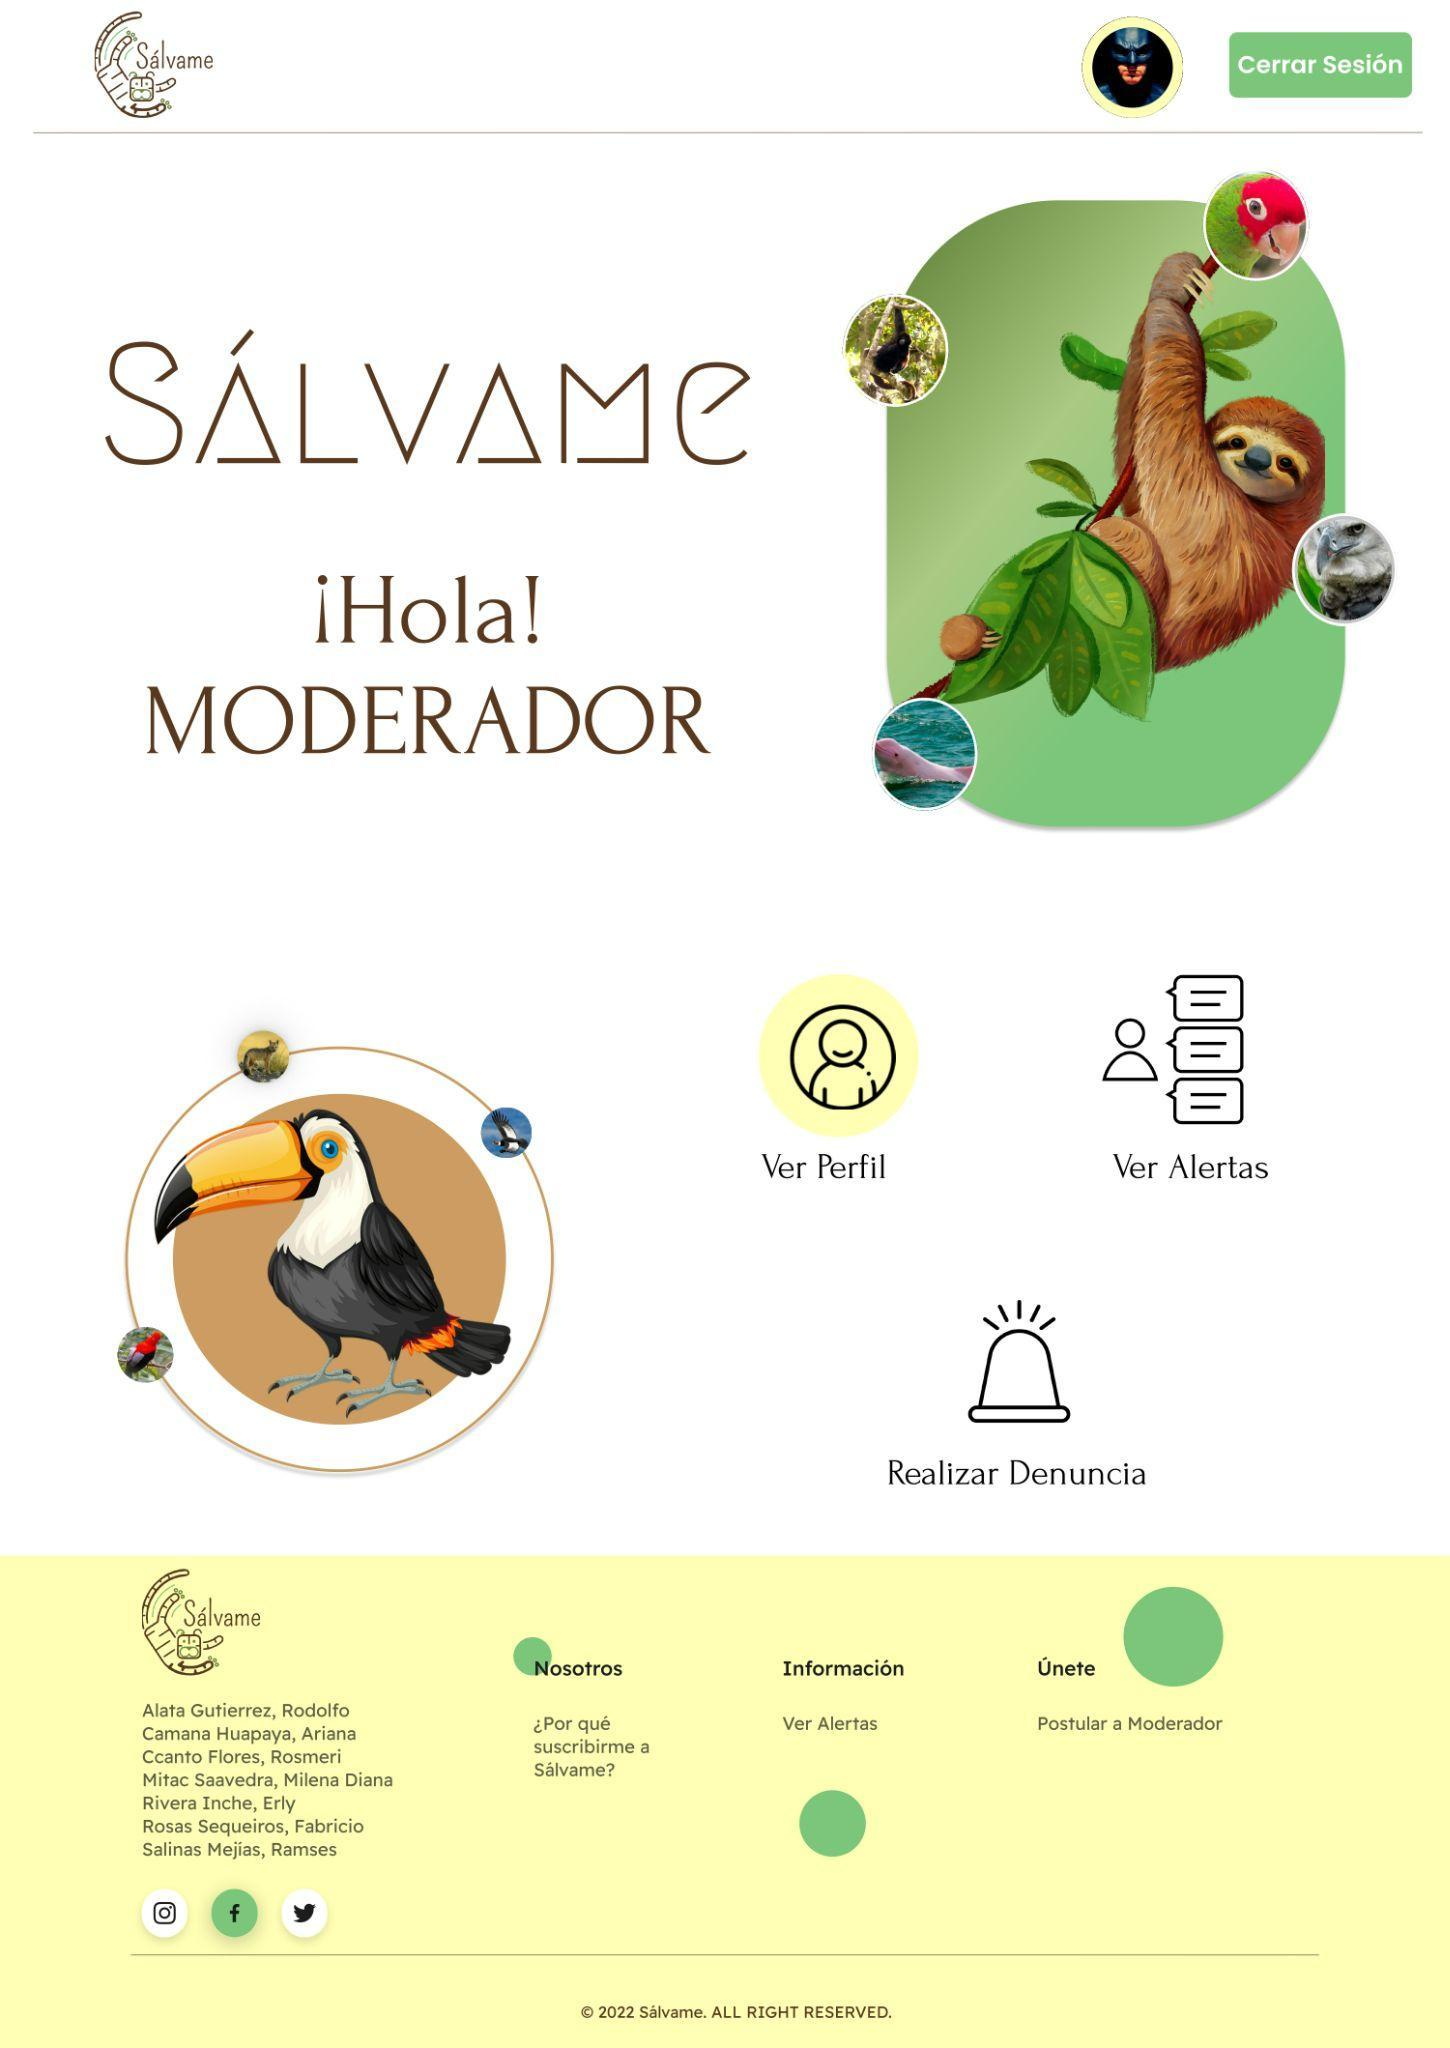 Sálvame
Cerrar Sesión
SÁLVAME
¡Hola!
MODERADOR
Ver Perfil
Ver Alertas
Realizar Denuncia
Sálvame
Alata Gutierrez, Rodolfo
Camana Huapaya, Ariana
Ccanto Flores, Rosmeri
Mitac Saavedra, Milena Diana
Rivera Inche, Erly
Rosas Sequeiros, Fabricio
Salinas Mejías, Ramses
Nosotros
¿Por qué
suscribirme a
Sálvame?
Información
Ver Alertas
Únete
Postular a Moderador
© 2022 Sálvame. ALL RIGHT RESERVED.